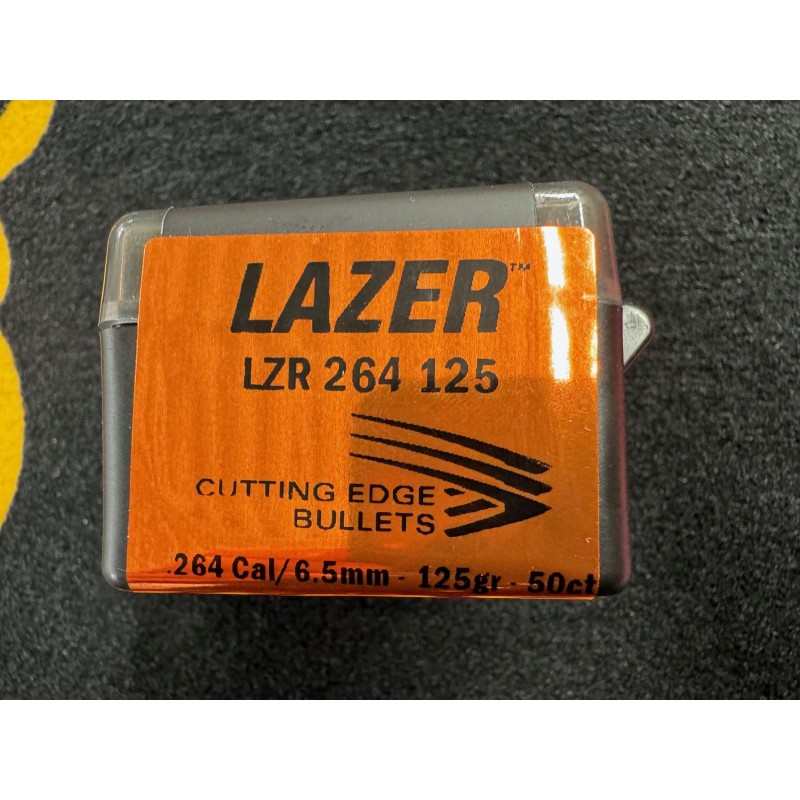 LAZER™
LZR 264 125
CUTTING EDGE
BULLETS
.264 Cal/6.5mm - 125gr - 50ct